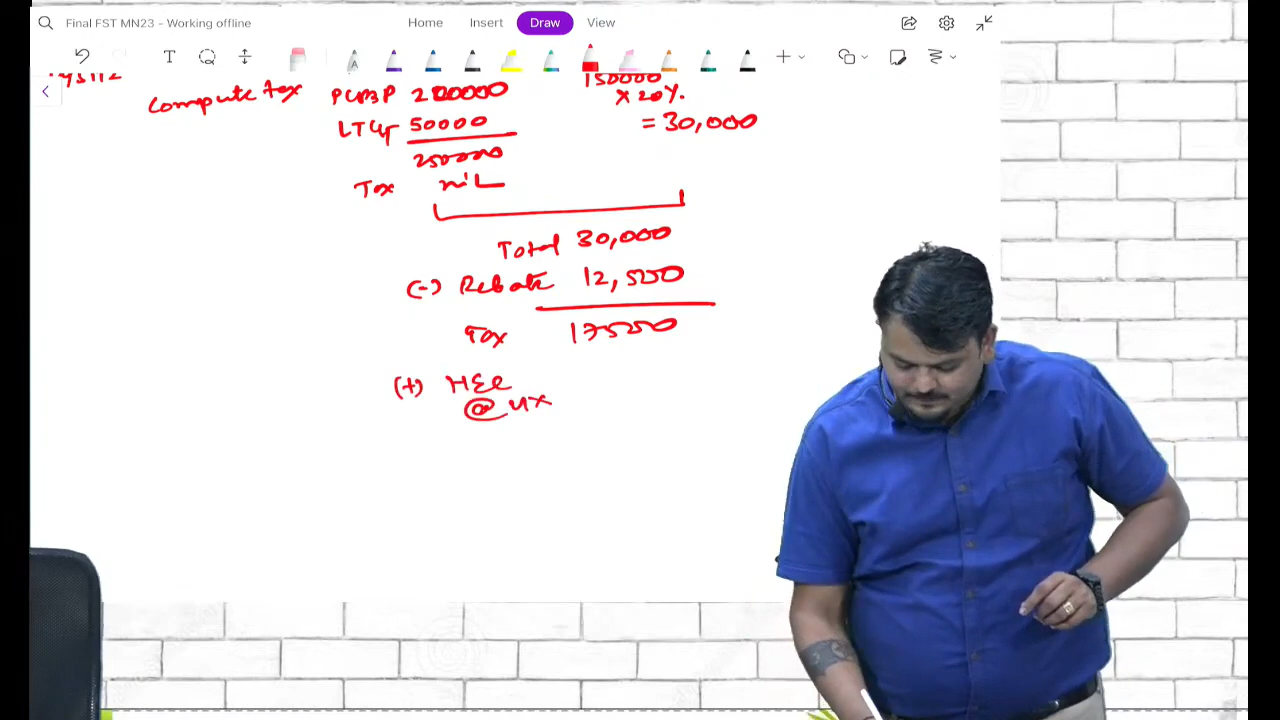 Final FST MN23 - Working offline
Home Insert Draw View
150000
Compute tax PGBP 200000 X 20%.
LTCG 50000 = 30,000
250000
Tax niL
Total 30,000
(-) Rebate 12,500
Tax 17500
(+) HEC
@ 4%